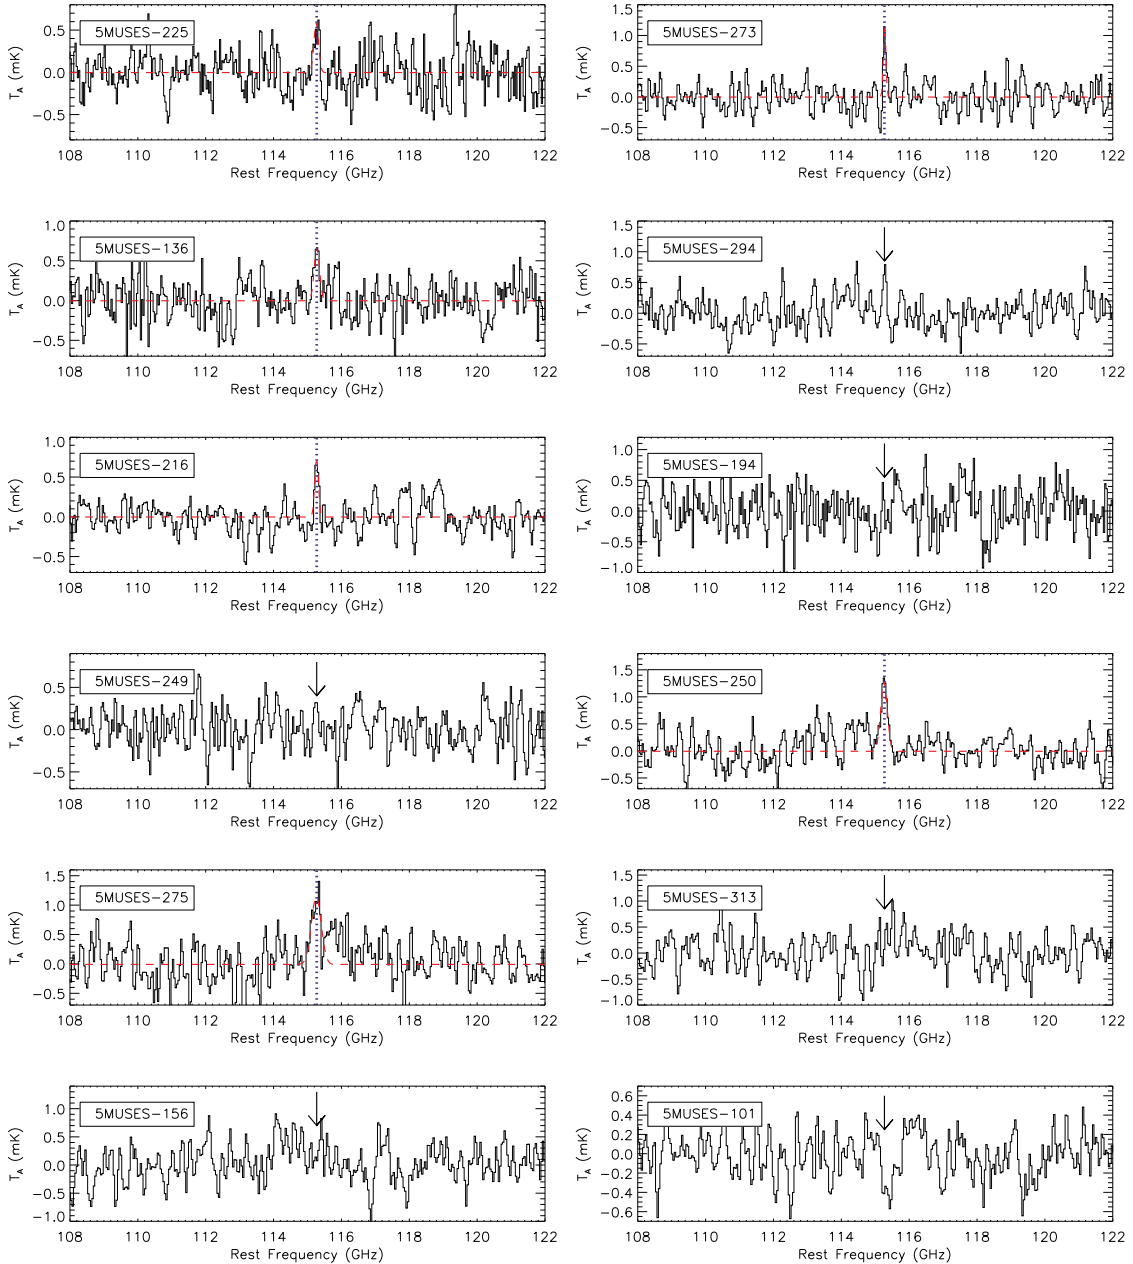 5MUSES-225
0.5
0.0
-0.5
T_A (mK)
108 110 112 114 116 118 120 122
Rest Frequency (GHz)
5MUSES-273
1.5
1.0
0.5
0.0
-0.5
T_A (mK)
108 110 112 114 116 118 120 122
Rest Frequency (GHz)
5MUSES-136
1.0
0.5
0.0
-0.5
T_A (mK)
108 110 112 114 116 118 120 122
Rest Frequency (GHz)
5MUSES-294
1.5
1.0
0.5
0.0
-0.5
T_A (mK)
108 110 112 114 116 118 120 122
Rest Frequency (GHz)
5MUSES-216
1.0
0.5
0.0
-0.5
T_A (mK)
108 110 112 114 116 118 120 122
Rest Frequency (GHz)
5MUSES-194
1.0
0.5
0.0
-0.5
-1.0
T_A (mK)
108 110 112 114 116 118 120 122
Rest Frequency (GHz)
5MUSES-249
0.5
0.0
-0.5
T_A (mK)
108 110 112 114 116 118 120 122
Rest Frequency (GHz)
5MUSES-250
1.5
1.0
0.5
0.0
-0.5
T_A (mK)
108 110 112 114 116 118 120 122
Rest Frequency (GHz)
5MUSES-275
1.5
1.0
0.5
0.0
-0.5
T_A (mK)
108 110 112 114 116 118 120 122
Rest Frequency (GHz)
5MUSES-313
1.5
1.0
0.5
0.0
-0.5
-1.0
T_A (mK)
108 110 112 114 116 118 120 122
Rest Frequency (GHz)
5MUSES-156
1.0
0.5
0.0
-0.5
-1.0
T_A (mK)
108 110 112 114 116 118 120 122
Rest Frequency (GHz)
5MUSES-101
0.6
0.4
0.2
0.0
-0.2
-0.4
-0.6
T_A (mK)
108 110 112 114 116 118 120 122
Rest Frequency (GHz)